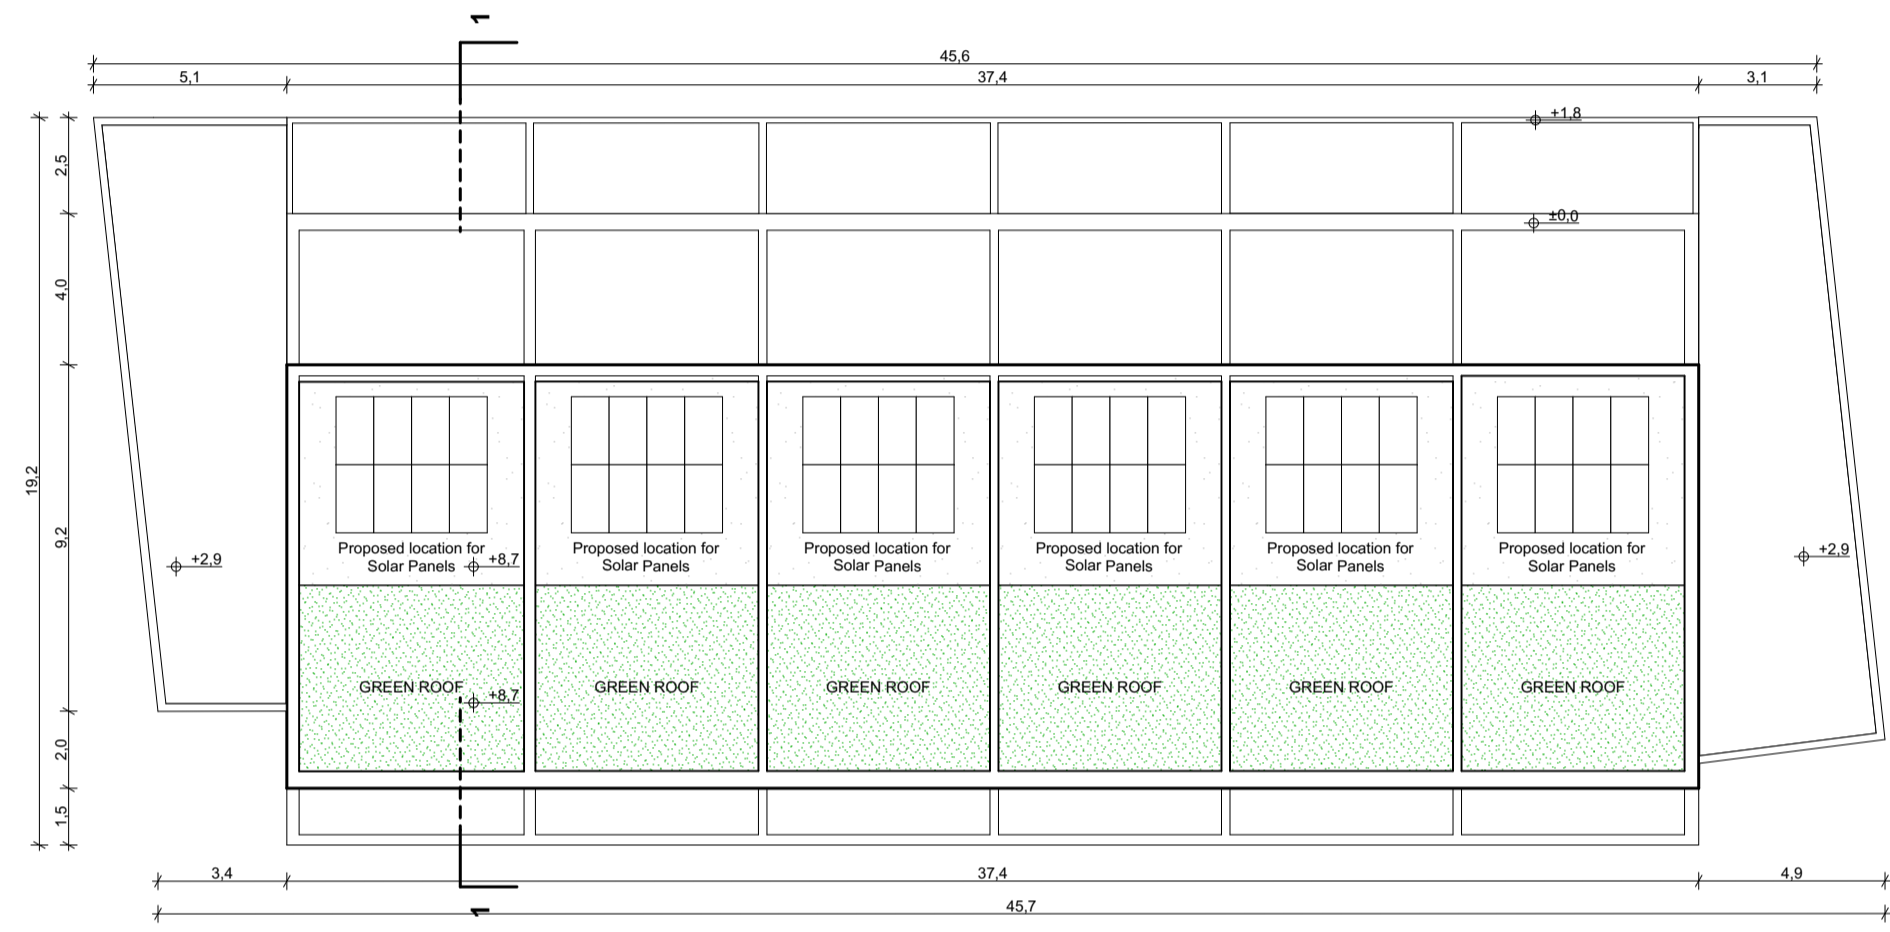 1
45,6
5,1
37,4
3,1
+1,8
2,5
±0,0
4,0
19,2
9,2
Proposed location for
Solar Panels
Proposed location for
Solar Panels
Proposed location for
Solar Panels
Proposed location for
Solar Panels
Proposed location for
Solar Panels
Proposed location for
Solar Panels
+2,9
+8,7
+2,9
GREEN ROOF
GREEN ROOF
GREEN ROOF
GREEN ROOF
GREEN ROOF
GREEN ROOF
+8,7
2,0
1,5
3,4
37,4
4,9
1
45,7